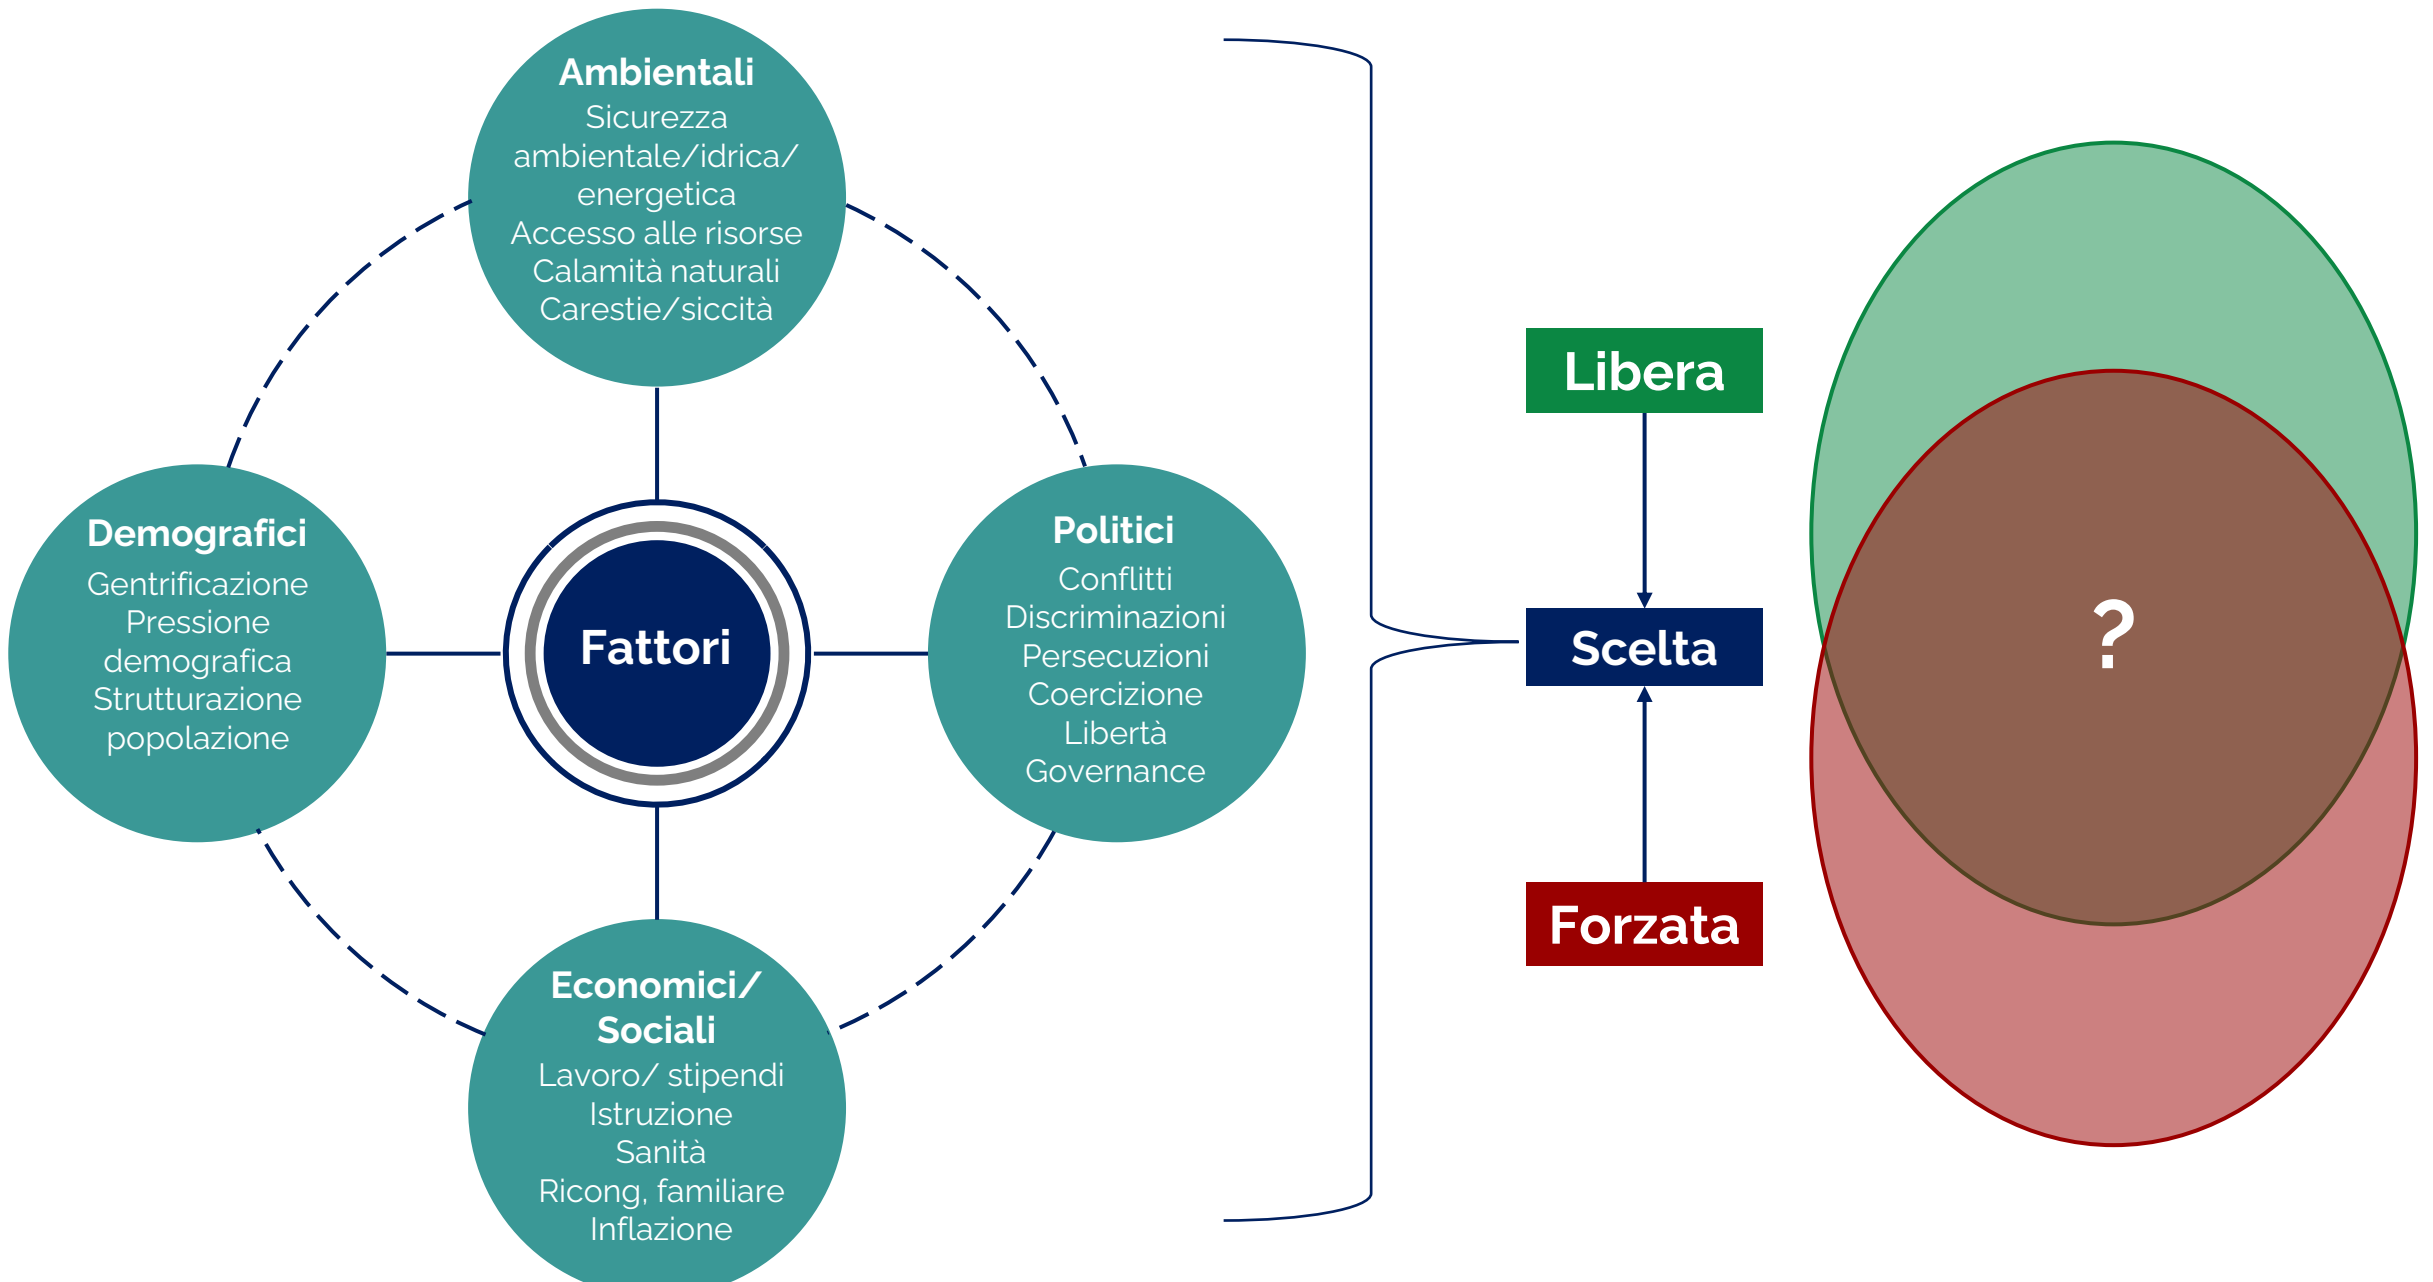 Ambientali
Sicurezza
ambientale/idrica/
energetica
Accesso alle risorse
Calamità naturali
Carestie/siccità
Demografici
Gentrificazione
Pressione
demografica
Strutturazione
popolazione
Fattori
Politici
Conflitti
Discriminazioni
Persecuzioni
Coercizione
Libertà
Governance
Economici/
Sociali
Lavoro/ stipendi
Istruzione
Sanità
Ricong, familiare
Inflazione
Libera
Scelta
Forzata
?